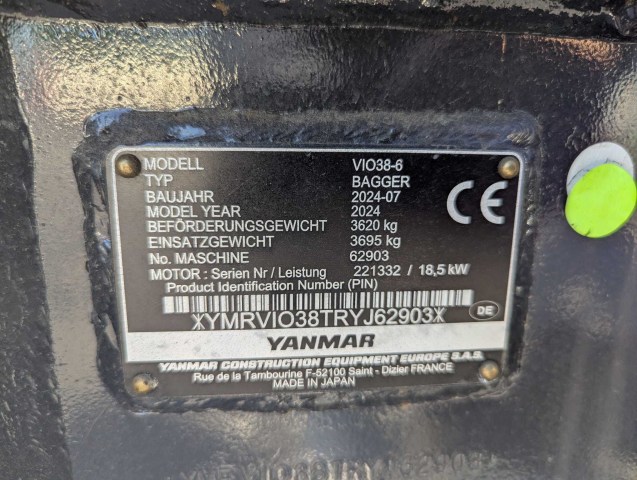 MODELL VIO38-6
TYP BAGGER
BAUJAHR 2024-07
MODEL YEAR 2024
BEFÖRDERUNGSGEWICHT 3620 kg
EINSATZGEWICHT 3695 kg
No. MASCHINE 62903
MOTOR : Serien Nr / Leistung 221332 / 18,5 kW
Product Identification Number (PIN)
*YMRVIO38TRYJ62903*
CE
DE
YANMAR
YANMAR CONSTRUCTION EQUIPMENT EUROPE S.A.S.
Rue de la Tambourine F-52100 Saint - Dizier FRANCE
MADE IN JAPAN